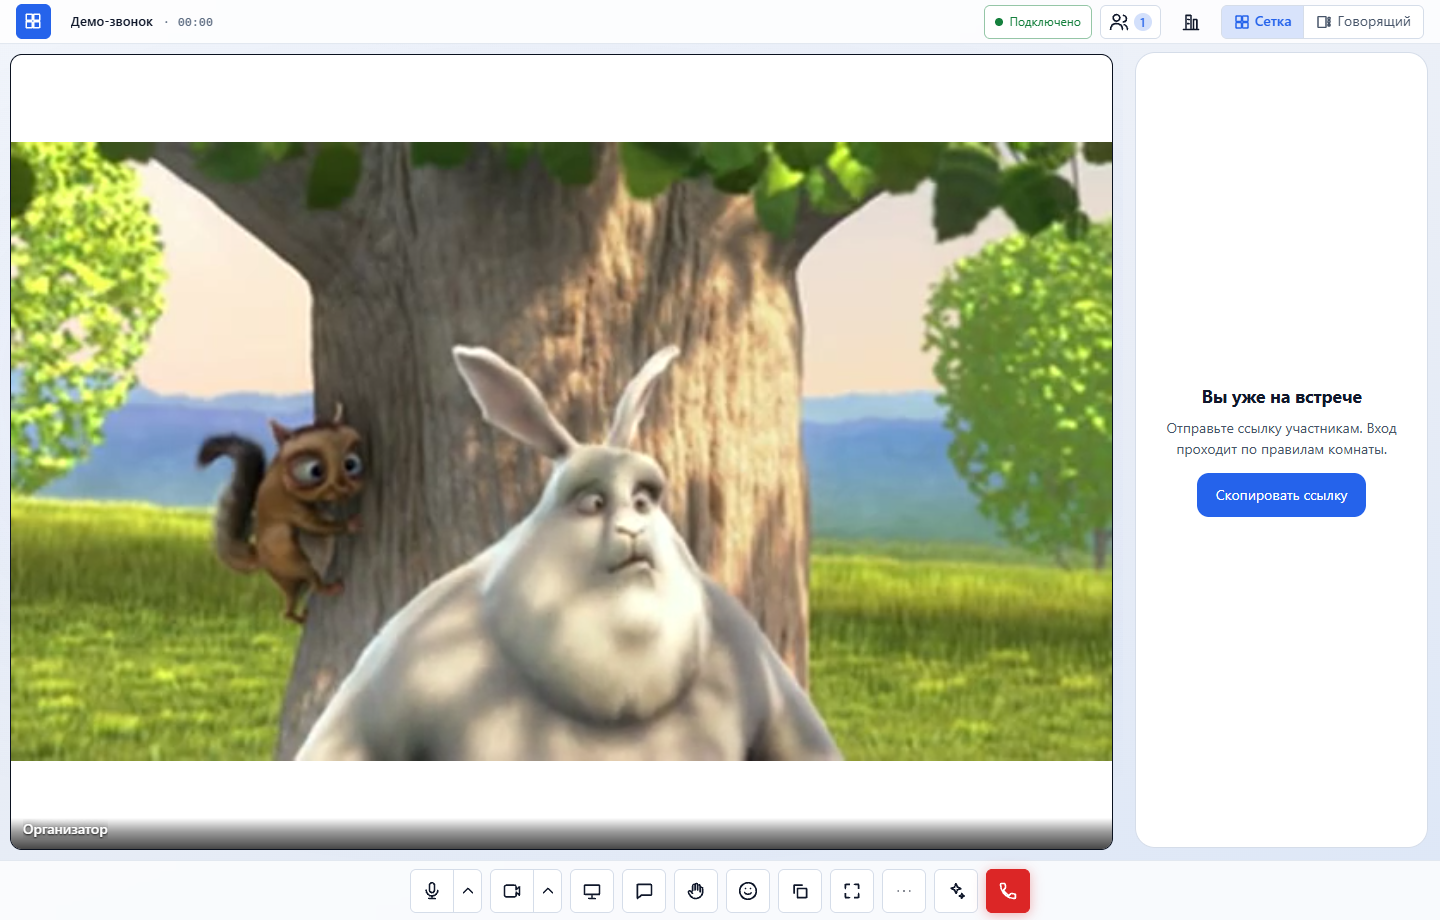 Демо-звонок · 00:00
Подключено
1
Сетка
Говорящий
Вы уже на встрече
Отправьте ссылку участникам. Вход
проходит по правилам комнаты.
Скопировать ссылку
Организатор